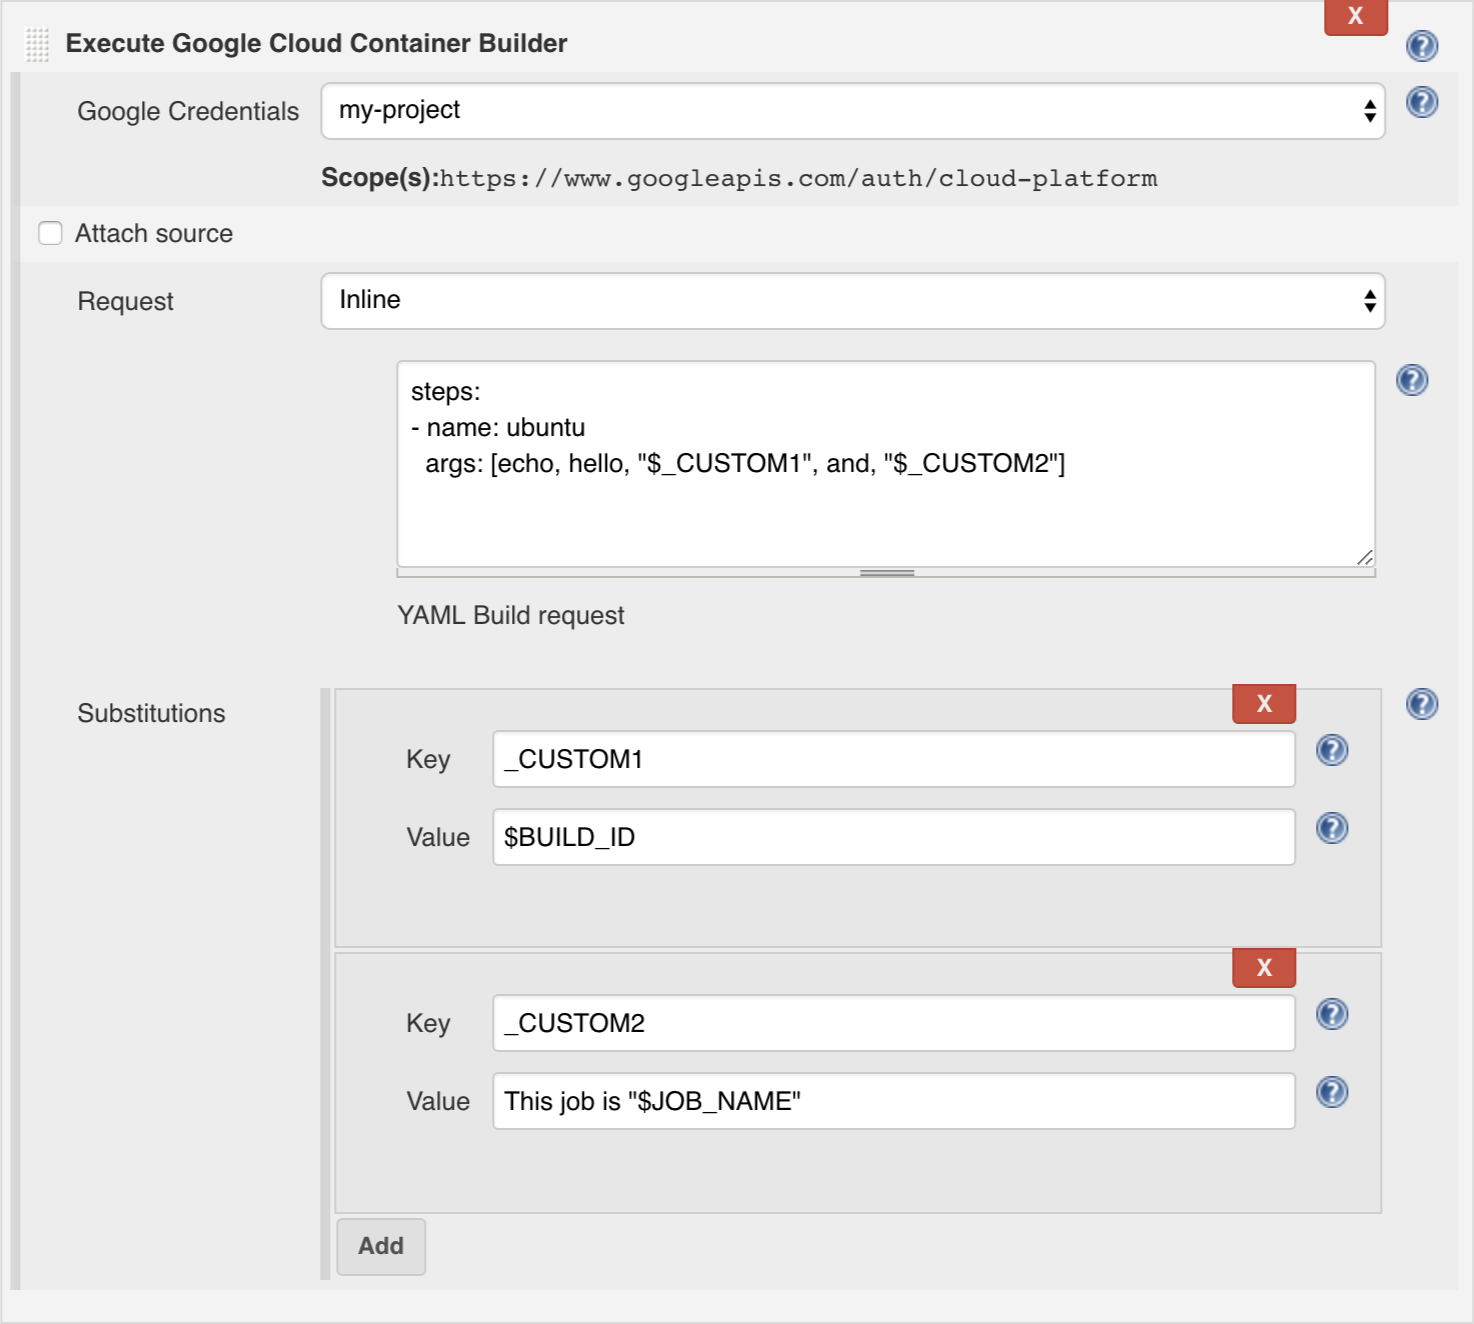 X
Execute Google Cloud Container Builder
Google Credentials my-project
Scope(s):https://www.googleapis.com/auth/cloud-platform
Attach source
Request Inline
steps:
- name: ubuntu
  args: [echo, hello, "$_CUSTOM1", and, "$_CUSTOM2"]
YAML Build request
Substitutions
X
Key _CUSTOM1
Value $BUILD_ID
X
Key _CUSTOM2
Value This job is "$JOB_NAME"
Add